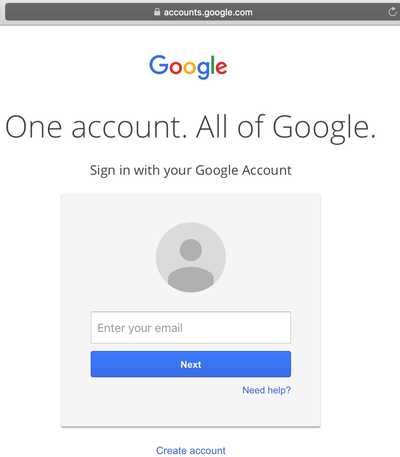 accounts.google.com
Google
One account. All of Google.
Sign in with your Google Account
Enter your email
Next
Need help?
Create account